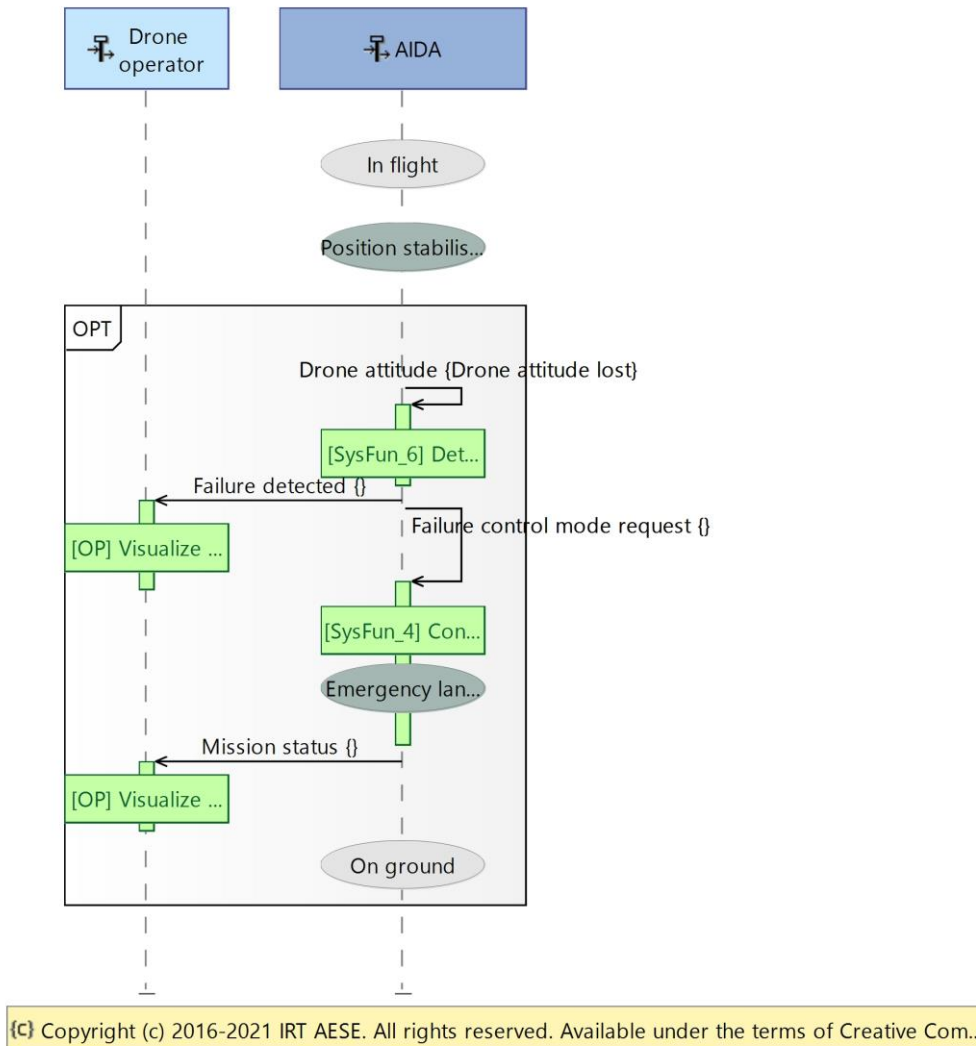 Drone
operator
AIDA
In flight
Position stabilis...
OPT
Drone attitude {Drone attitude lost}
[SysFun_6] Det...
Failure detected {}
Failure control mode request {}
[OP] Visualize ...
[SysFun_4] Con...
Emergency lan...
Mission status {}
[OP] Visualize ...
On ground
{c} Copyright (c) 2016-2021 IRT AESE. All rights reserved. Available under the terms of Creative Com...